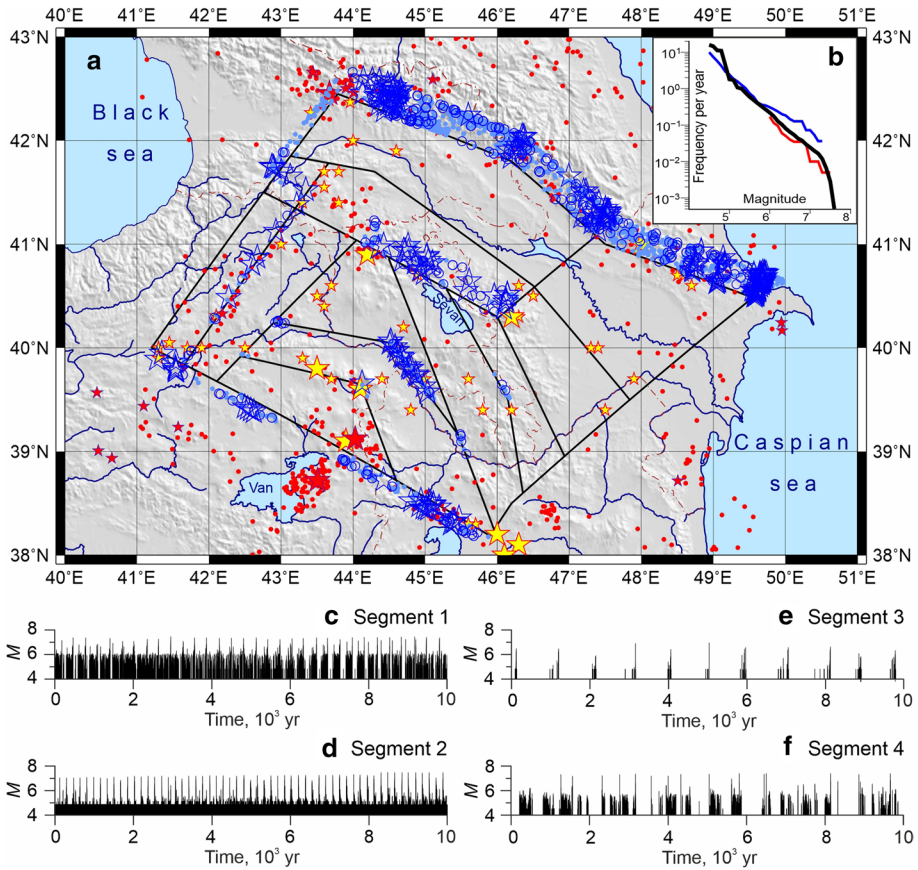 40°E 41°E 42°E 43°E 44°E 45°E 46°E 47°E 48°E 49°E 50°E 51°E
43°N 43°N
a
b
Black
sea
10¹
10⁰
10⁻¹
10⁻²
10⁻³
Frequency per year
Magnitude
5 6 7 8
42°N 42°N
41°N 41°N
Sevan
40°N 40°N
39°N 39°N
Caspian
sea
Van
38°N 38°N
40°E 41°E 42°E 43°E 44°E 45°E 46°E 47°E 48°E 49°E 50°E 51°E
c Segment 1
M
8
6
4
0 2 4 6 8 10
Time, 10³ yr
e Segment 3
8
6
4
0 2 4 6 8 10
Time, 10³ yr
d Segment 2
M
8
6
4
0 2 4 6 8 10
Time, 10³ yr
f Segment 4
8
6
4
0 2 4 6 8 10
Time, 10³ yr